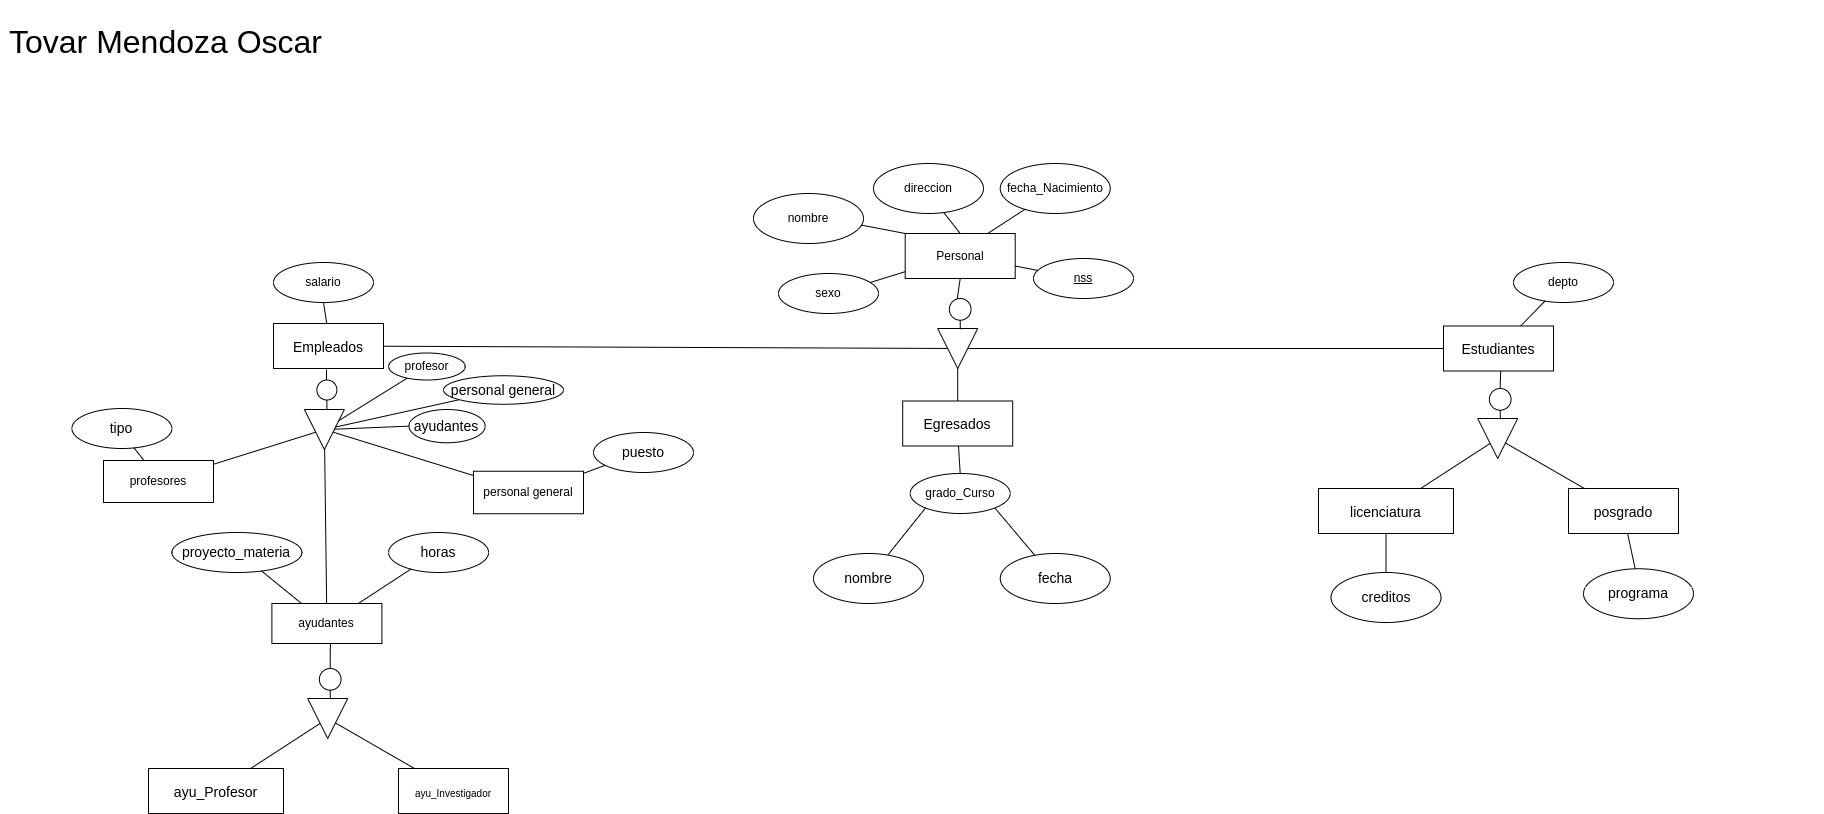 Tovar Mendoza Oscar
direccion
fecha_Nacimiento
nombre
Personal
nss
sexo
salario
depto
Empleados
Estudiantes
profesor
personal general
ayudantes
tipo
puesto
Egresados
profesores
personal general
grado_Curso
licenciatura
posgrado
proyecto_materia
horas
nombre
fecha
creditos
programa
ayudantes
ayu_Profesor
ayu_Investigador